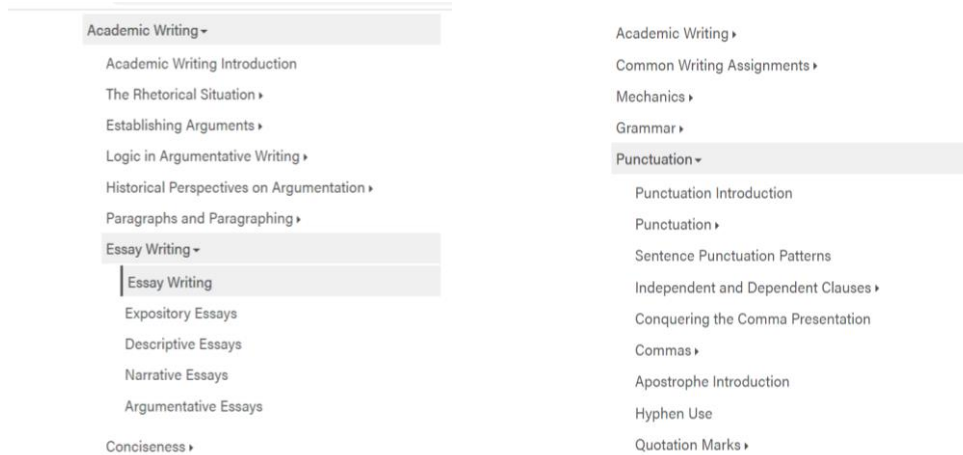 Academic Writing
Academic Writing Introduction
The Rhetorical Situation
Establishing Arguments
Logic in Argumentative Writing
Historical Perspectives on Argumentation
Paragraphs and Paragraphing
Essay Writing
Essay Writing
Expository Essays
Descriptive Essays
Narrative Essays
Argumentative Essays
Conciseness
Academic Writing
Common Writing Assignments
Mechanics
Grammar
Punctuation
Punctuation Introduction
Punctuation
Sentence Punctuation Patterns
Independent and Dependent Clauses
Conquering the Comma Presentation
Commas
Apostrophe Introduction
Hyphen Use
Quotation Marks